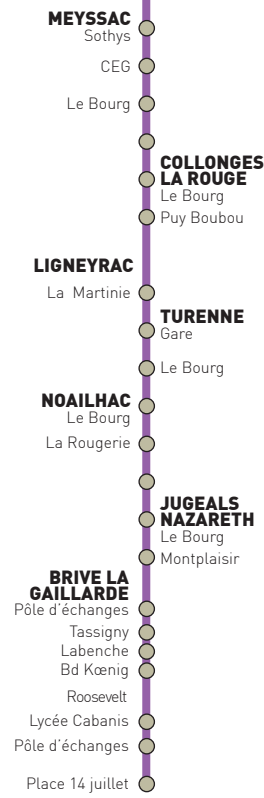 MEYSSAC
Sothys
CEG
Le Bourg
COLLONGES
LA ROUGE
Le Bourg
Puy Boubou
LIGNEYRAC
La Martinie
TURENNE
Gare
Le Bourg
NOAILHAC
Le Bourg
La Rougerie
JUGEALS
NAZARETH
Le Bourg
Montplaisir
BRIVE LA
GAILLARDE
Pôle d'échanges
Tassigny
Labenche
Bd Kœnig
Roosevelt
Lycée Cabanis
Pôle d'échanges
Place 14 juillet